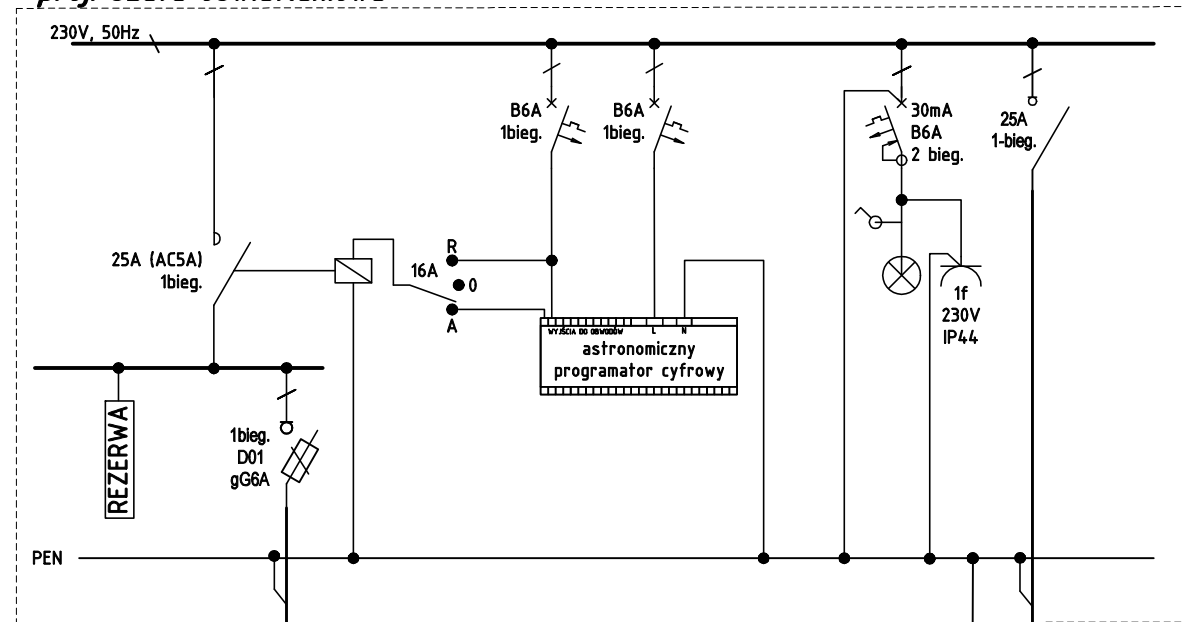 230V, 50Hz
B6A
1bieg.
B6A
1bieg.
30mA
B6A
2 bieg.
25A
1-bieg.
25A (AC5A)
1bieg.
R
16A
0
A
WYJŚCIA DO OBWODÓW L N
astronomiczny
programator cyfrowy
1f
230V
IP44
REZERWA
1bieg.
D01
gG6A
PEN